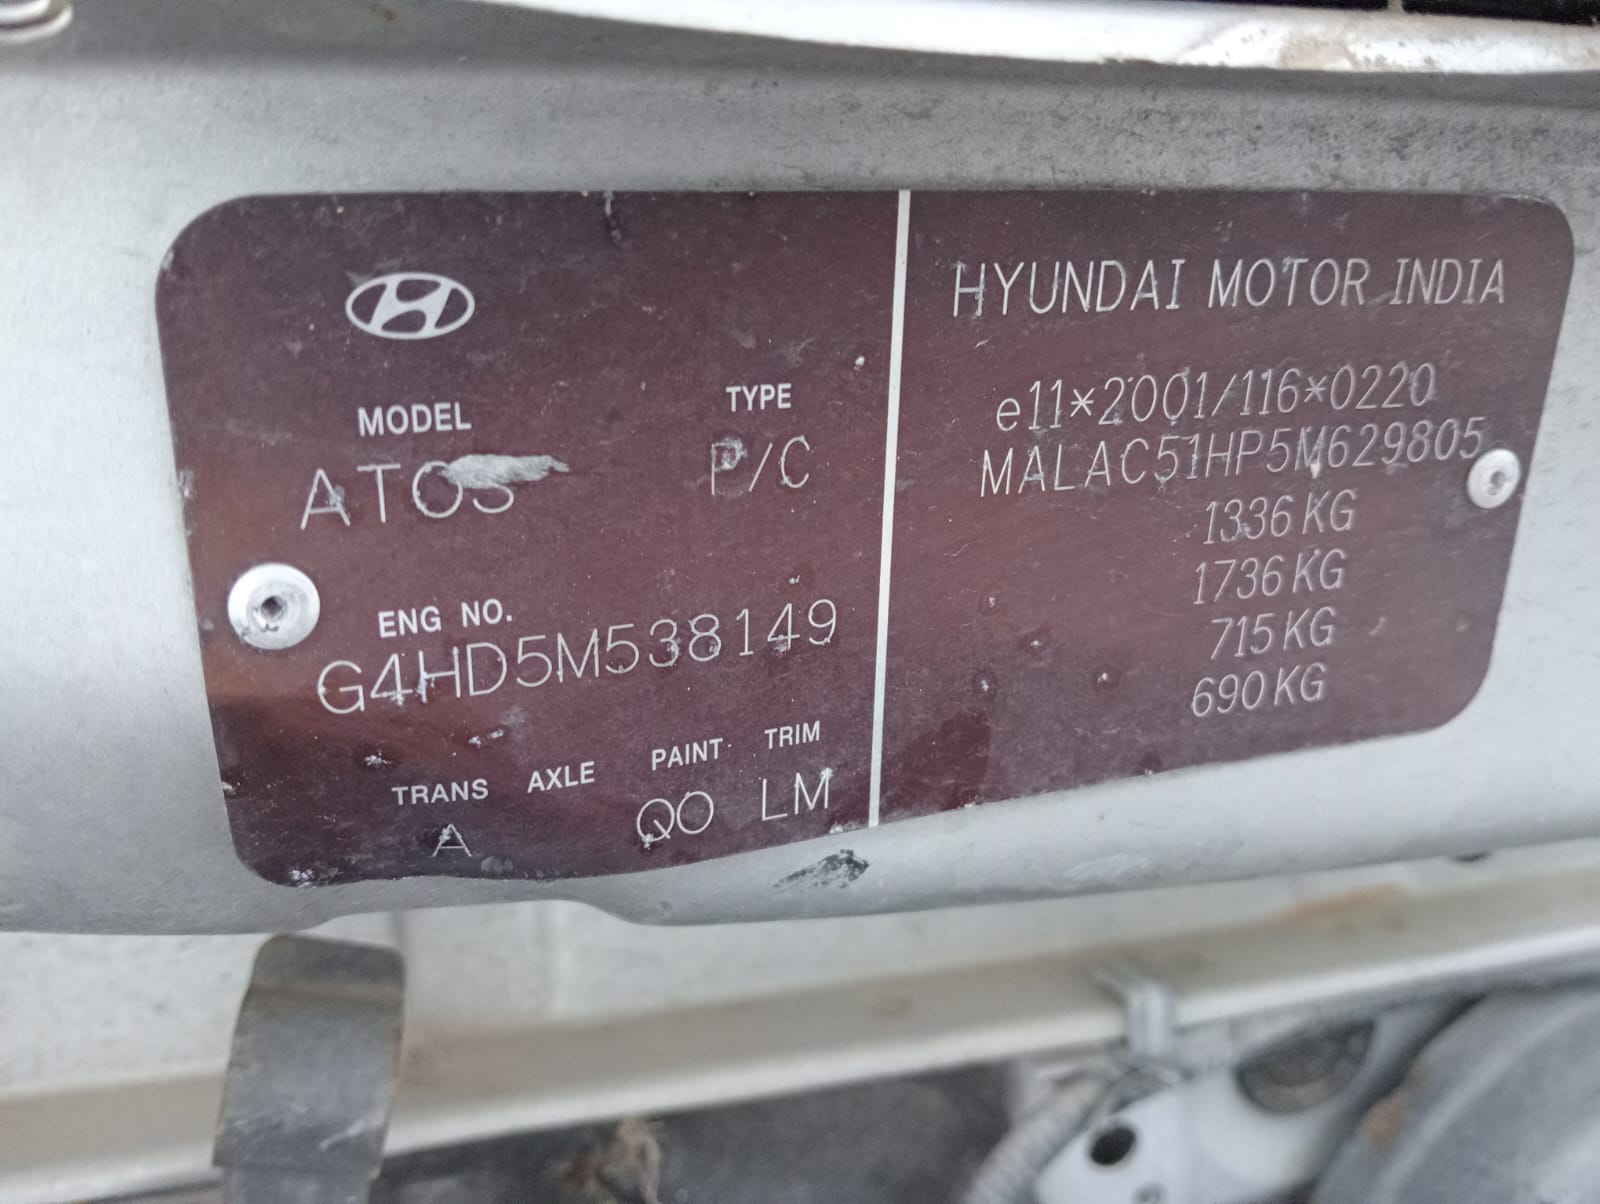 MODEL TYPE
ATOS P/C
ENG NO.
G4HD5M538149
TRANS AXLE PAINT TRIM
A QO LM
HYUNDAI MOTOR INDIA
e11*2001/116*0220
MALAC51HP5M629805
1336 KG
1736 KG
715 KG
690 KG